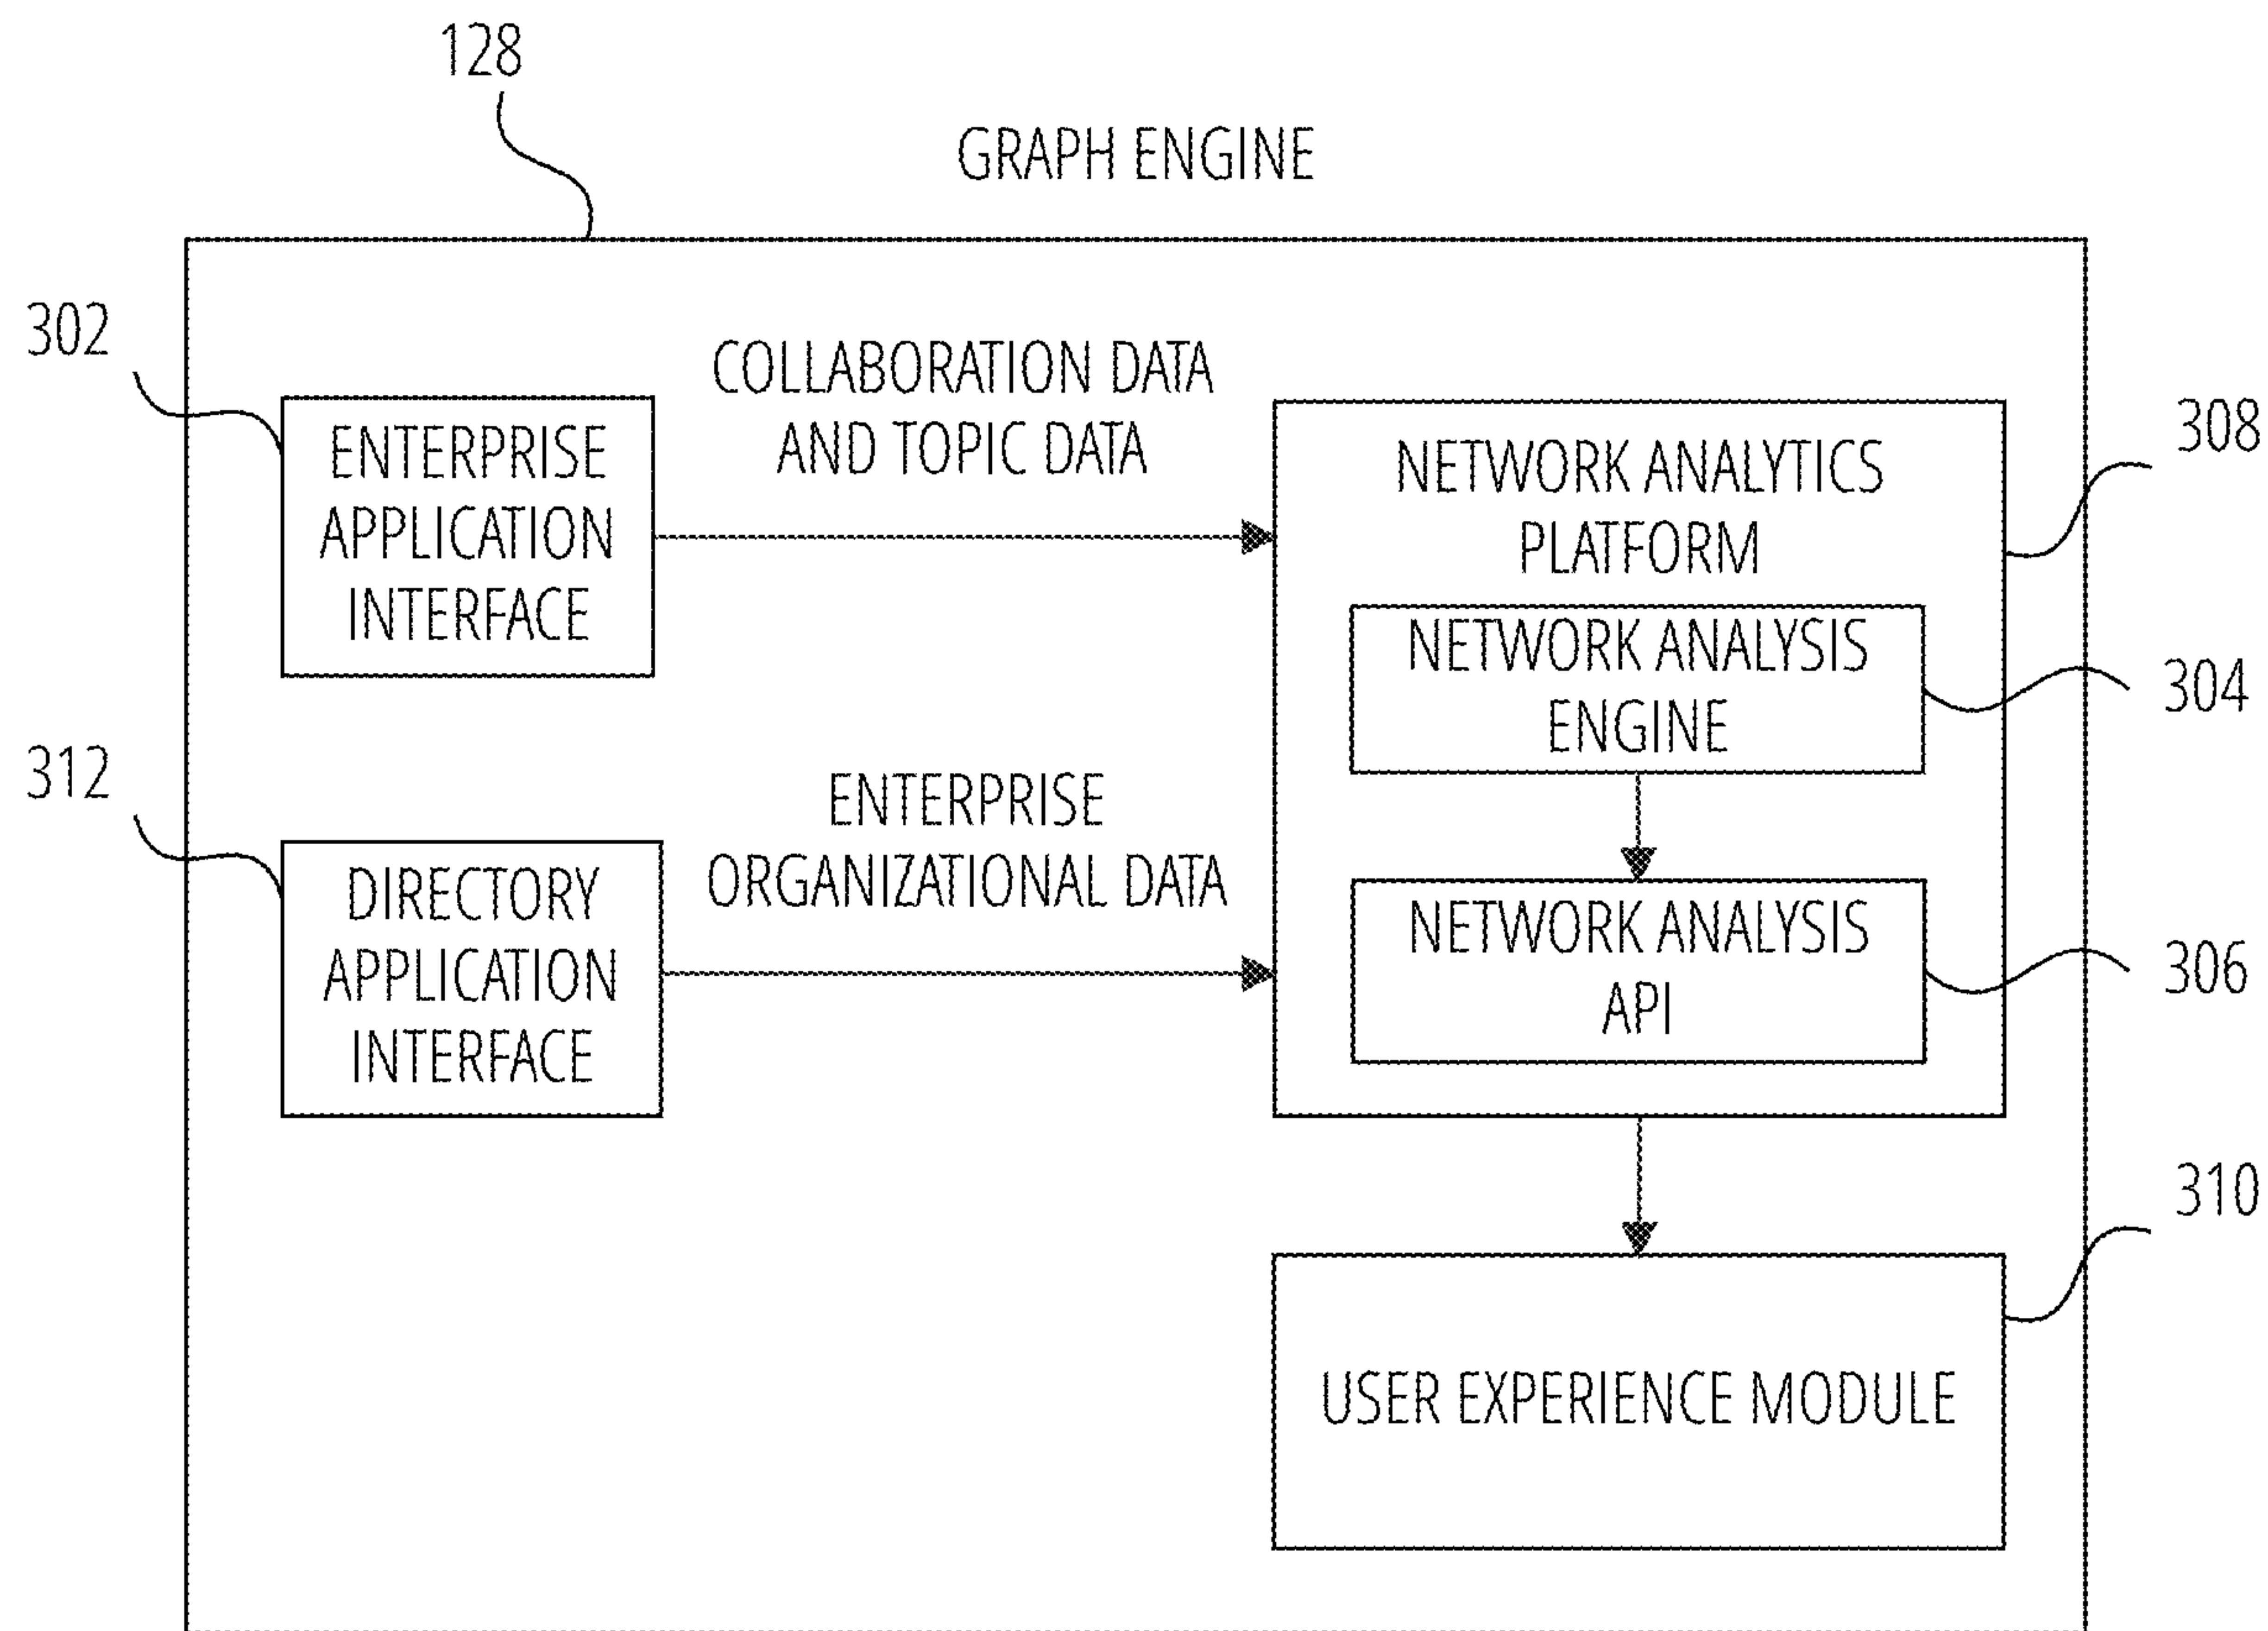 128
GRAPH ENGINE
302
COLLABORATION DATA
AND TOPIC DATA
ENTERPRISE
APPLICATION
INTERFACE
308
NETWORK ANALYTICS
PLATFORM
NETWORK ANALYSIS
ENGINE
304
312
ENTERPRISE
ORGANIZATIONAL DATA
DIRECTORY
APPLICATION
INTERFACE
NETWORK ANALYSIS
API
306
310
USER EXPERIENCE MODULE